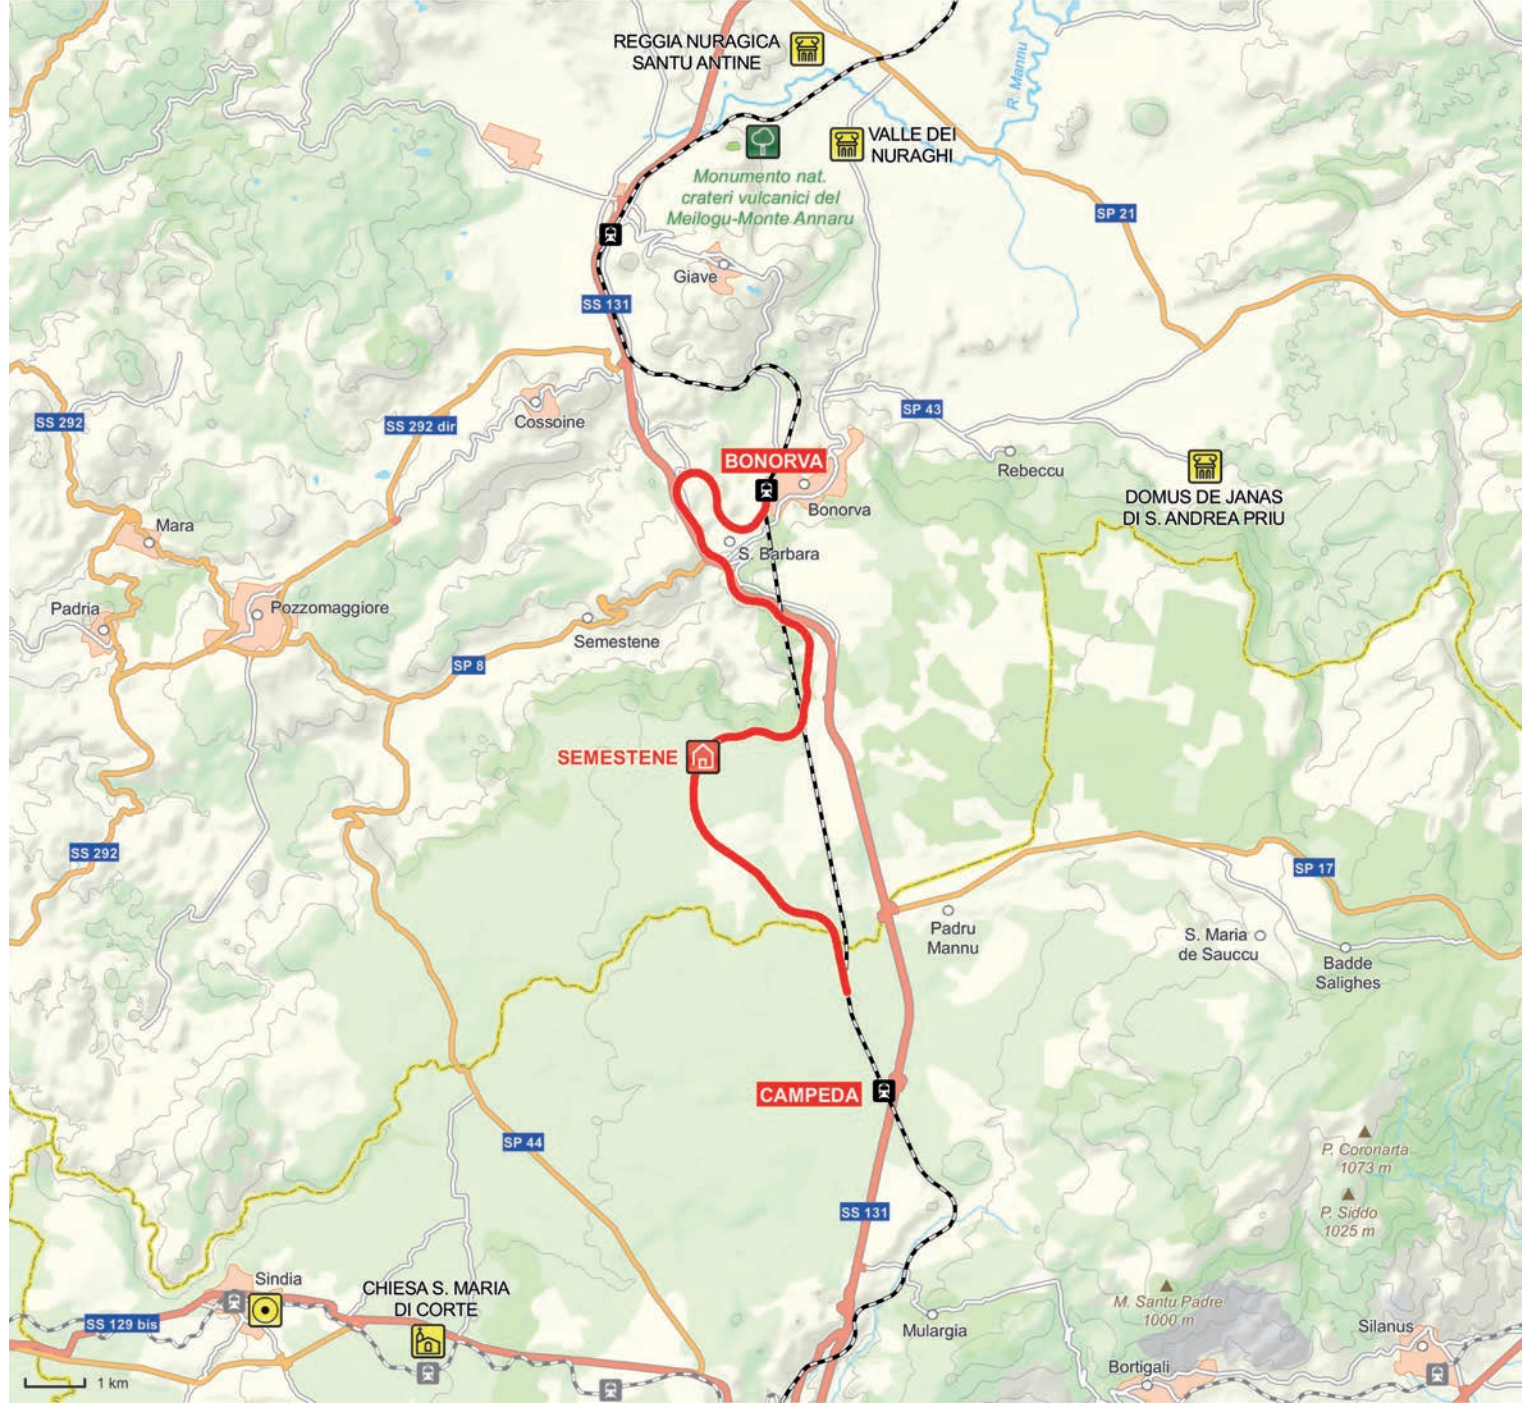 REGGIA NURAGICA
SANTU ANTINE
R. Mannu
VALLE DEI
NURAGHI
Monumento nat.
crateri vulcanici del
Meilogu-Monte Annaru
SP 21
Giave
SS 131
SS 292
SS 292 dir
Cossoine
SP 43
BONORVA
Rebeccu
DOMUS DE JANAS
DI S. ANDREA PRIU
Bonorva
Mara
S. Barbara
Padria
Pozzomaggiore
Semestene
SP 8
SEMESTENE
SS 292
SP 17
Padru
Mannu
S. Maria
de Sauccu
Badde
Salighes
CAMPEDA
SP 44
P. Coronarta
1073 m
SS 131
P. Siddo
1025 m
Sindia
CHIESA S. MARIA
DI CORTE
M. Santu Padre
1000 m
SS 129 bis
Mulargia
Silanus
Bortigali
1 km